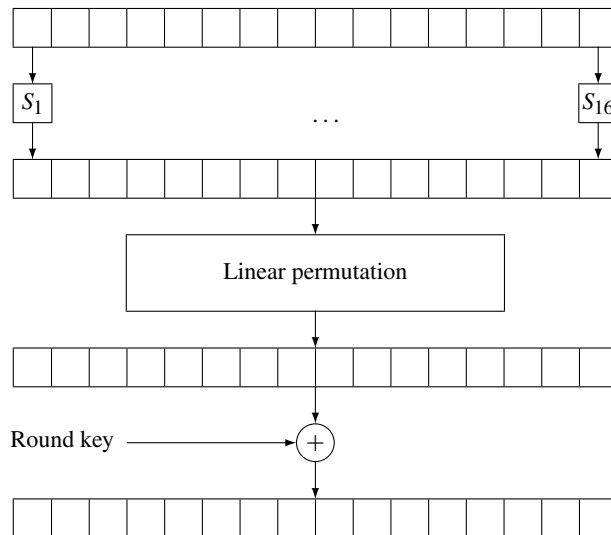 S1
...
S16
Linear permutation
Round key
+